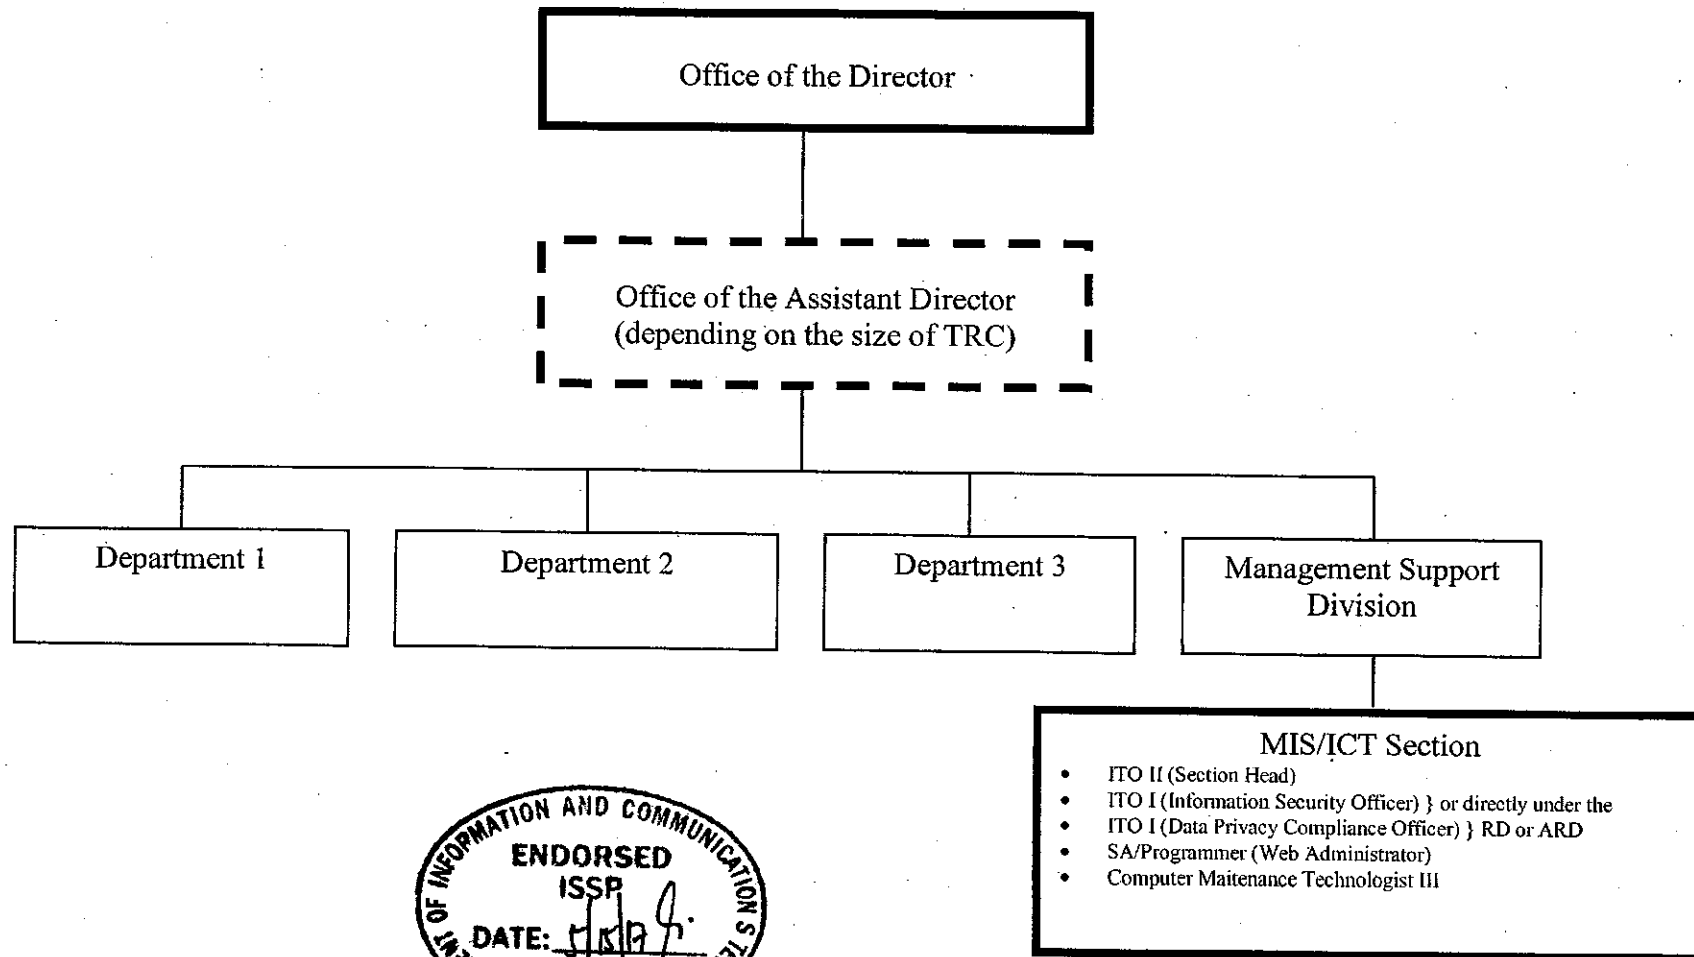 Office of the Director
Office of the Assistant Director
(depending on the size of TRC)
Department 1
Department 2
Department 3
Management Support
Division
MIS/ICT Section
• ITO II (Section Head)
• ITO I (Information Security Officer) } or directly under the
• ITO I (Data Privacy Compliance Officer) } RD or ARD
• SA/Programmer (Web Administrator)
• Computer Maitenance Technologist III
OF INFORMATION AND COMMUNICATION S
ENDORSED
ISSP
DATE: